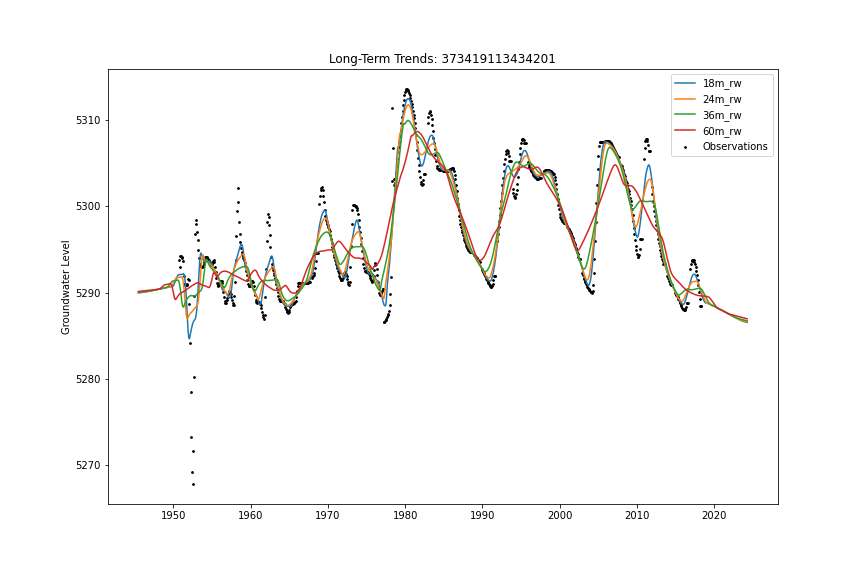 Long-Term Trends: 373419113434201
18m_rw
24m_rw
36m_rw
60m_rw
Observations
Groundwater Level
5310
5300
5290
5280
5270
1950 1960 1970 1980 1990 2000 2010 2020